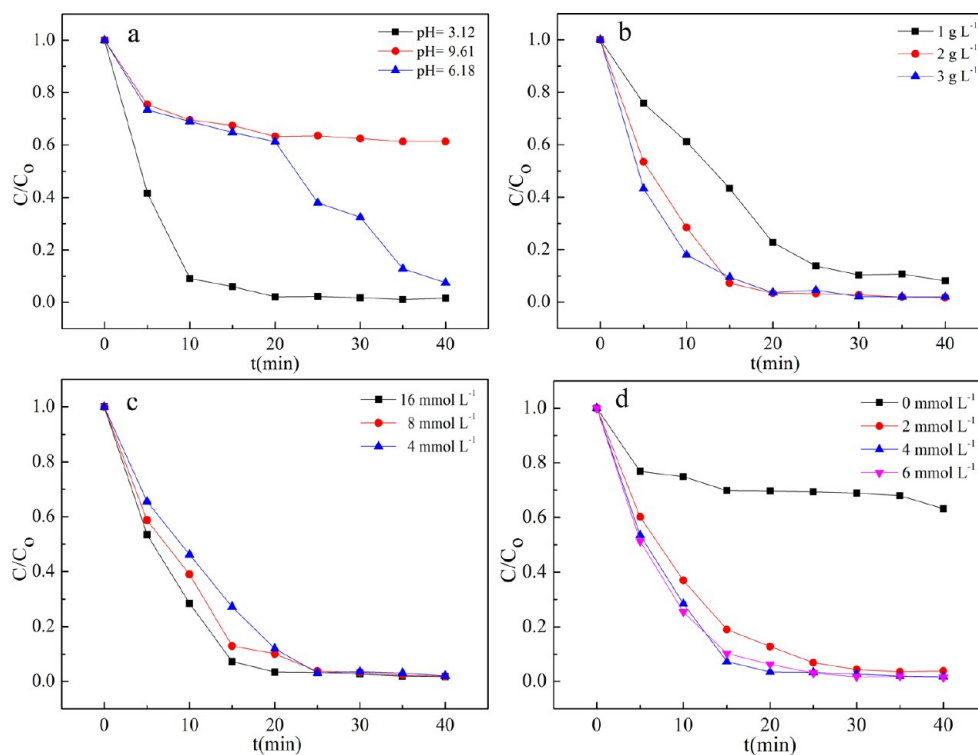 a
pH= 3.12
pH= 9.61
pH= 6.18
1.0
0.8
0.6
0.4
0.2
0.0
C/C₀
0 10 20 30 40
t(min)
b
1 g L⁻¹
2 g L⁻¹
3 g L⁻¹
1.0
0.8
0.6
0.4
0.2
0.0
C/C₀
0 10 20 30 40
t(min)
c
16 mmol L⁻¹
8 mmol L⁻¹
4 mmol L⁻¹
1.0
0.8
0.6
0.4
0.2
0.0
C/C₀
0 10 20 30 40
t(min)
d
0 mmol L⁻¹
2 mmol L⁻¹
4 mmol L⁻¹
6 mmol L⁻¹
1.0
0.8
0.6
0.4
0.2
0.0
C/C₀
0 10 20 30 40
t(min)